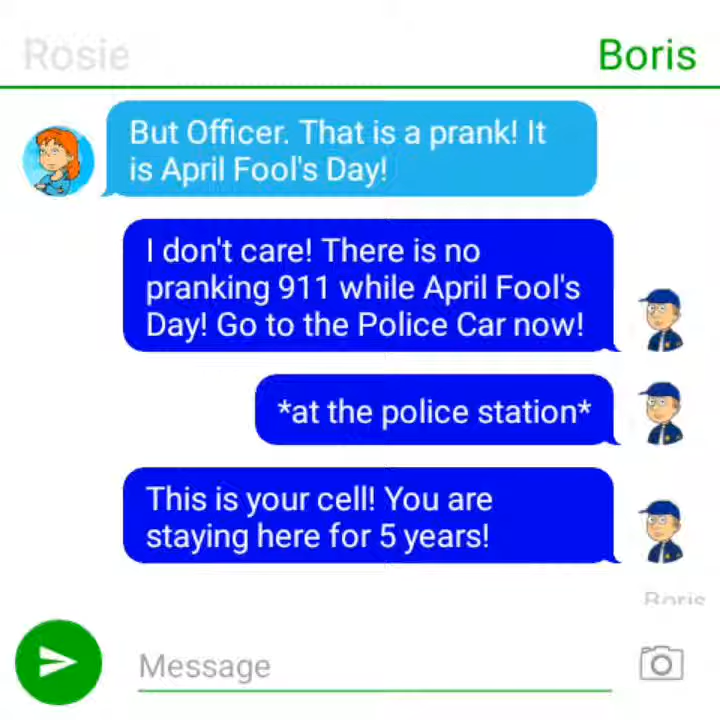 Rosie
Boris
But Officer. That is a prank! It
is April Fool's Day!
I don't care! There is no
pranking 911 while April Fool's
Day! Go to the Police Car now!
*at the police station*
This is your cell! You are
staying here for 5 years!
Boris
Message